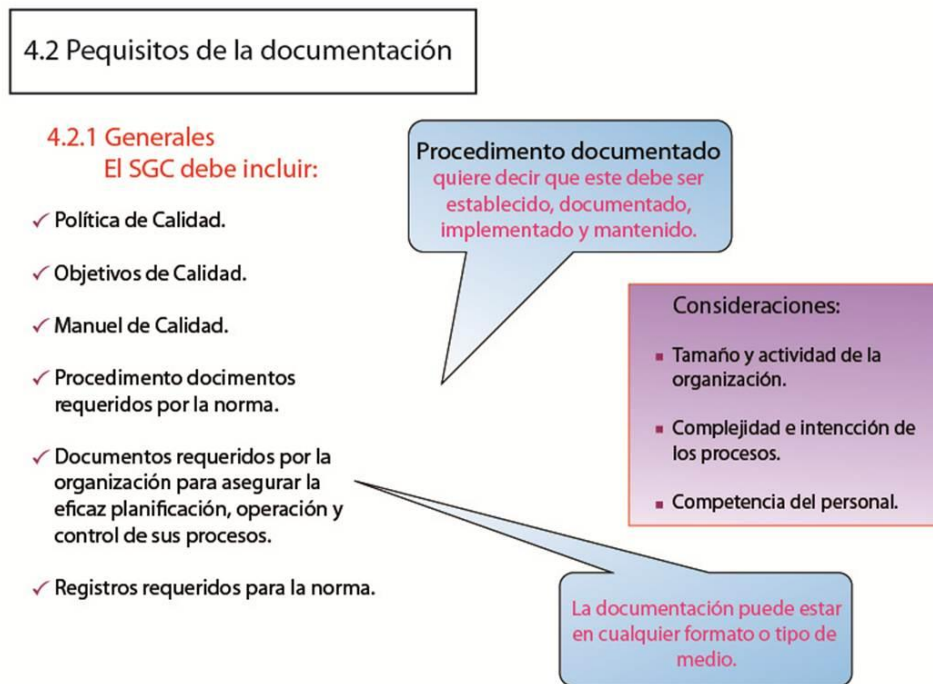 4.2 Pequisitos de la documentación
4.2.1 Generales
El SGC debe incluir:
Política de Calidad.
Objetivos de Calidad.
Manuel de Calidad.
Procedimento docimentos
requeridos por la norma.
Documentos requeridos por la
organización para asegurar la
eficaz planificación, operación y
control de sus procesos.
Registros requeridos para la norma.
Procedimento documentado
quiere decir que este debe ser
establecido, documentado,
implementado y mantenido.
Consideraciones:
Tamaño y actividad de la
organización.
Complejidad e intencción de
los procesos.
Competencia del personal.
La documentación puede estar
en cualquier formato o tipo de
medio.